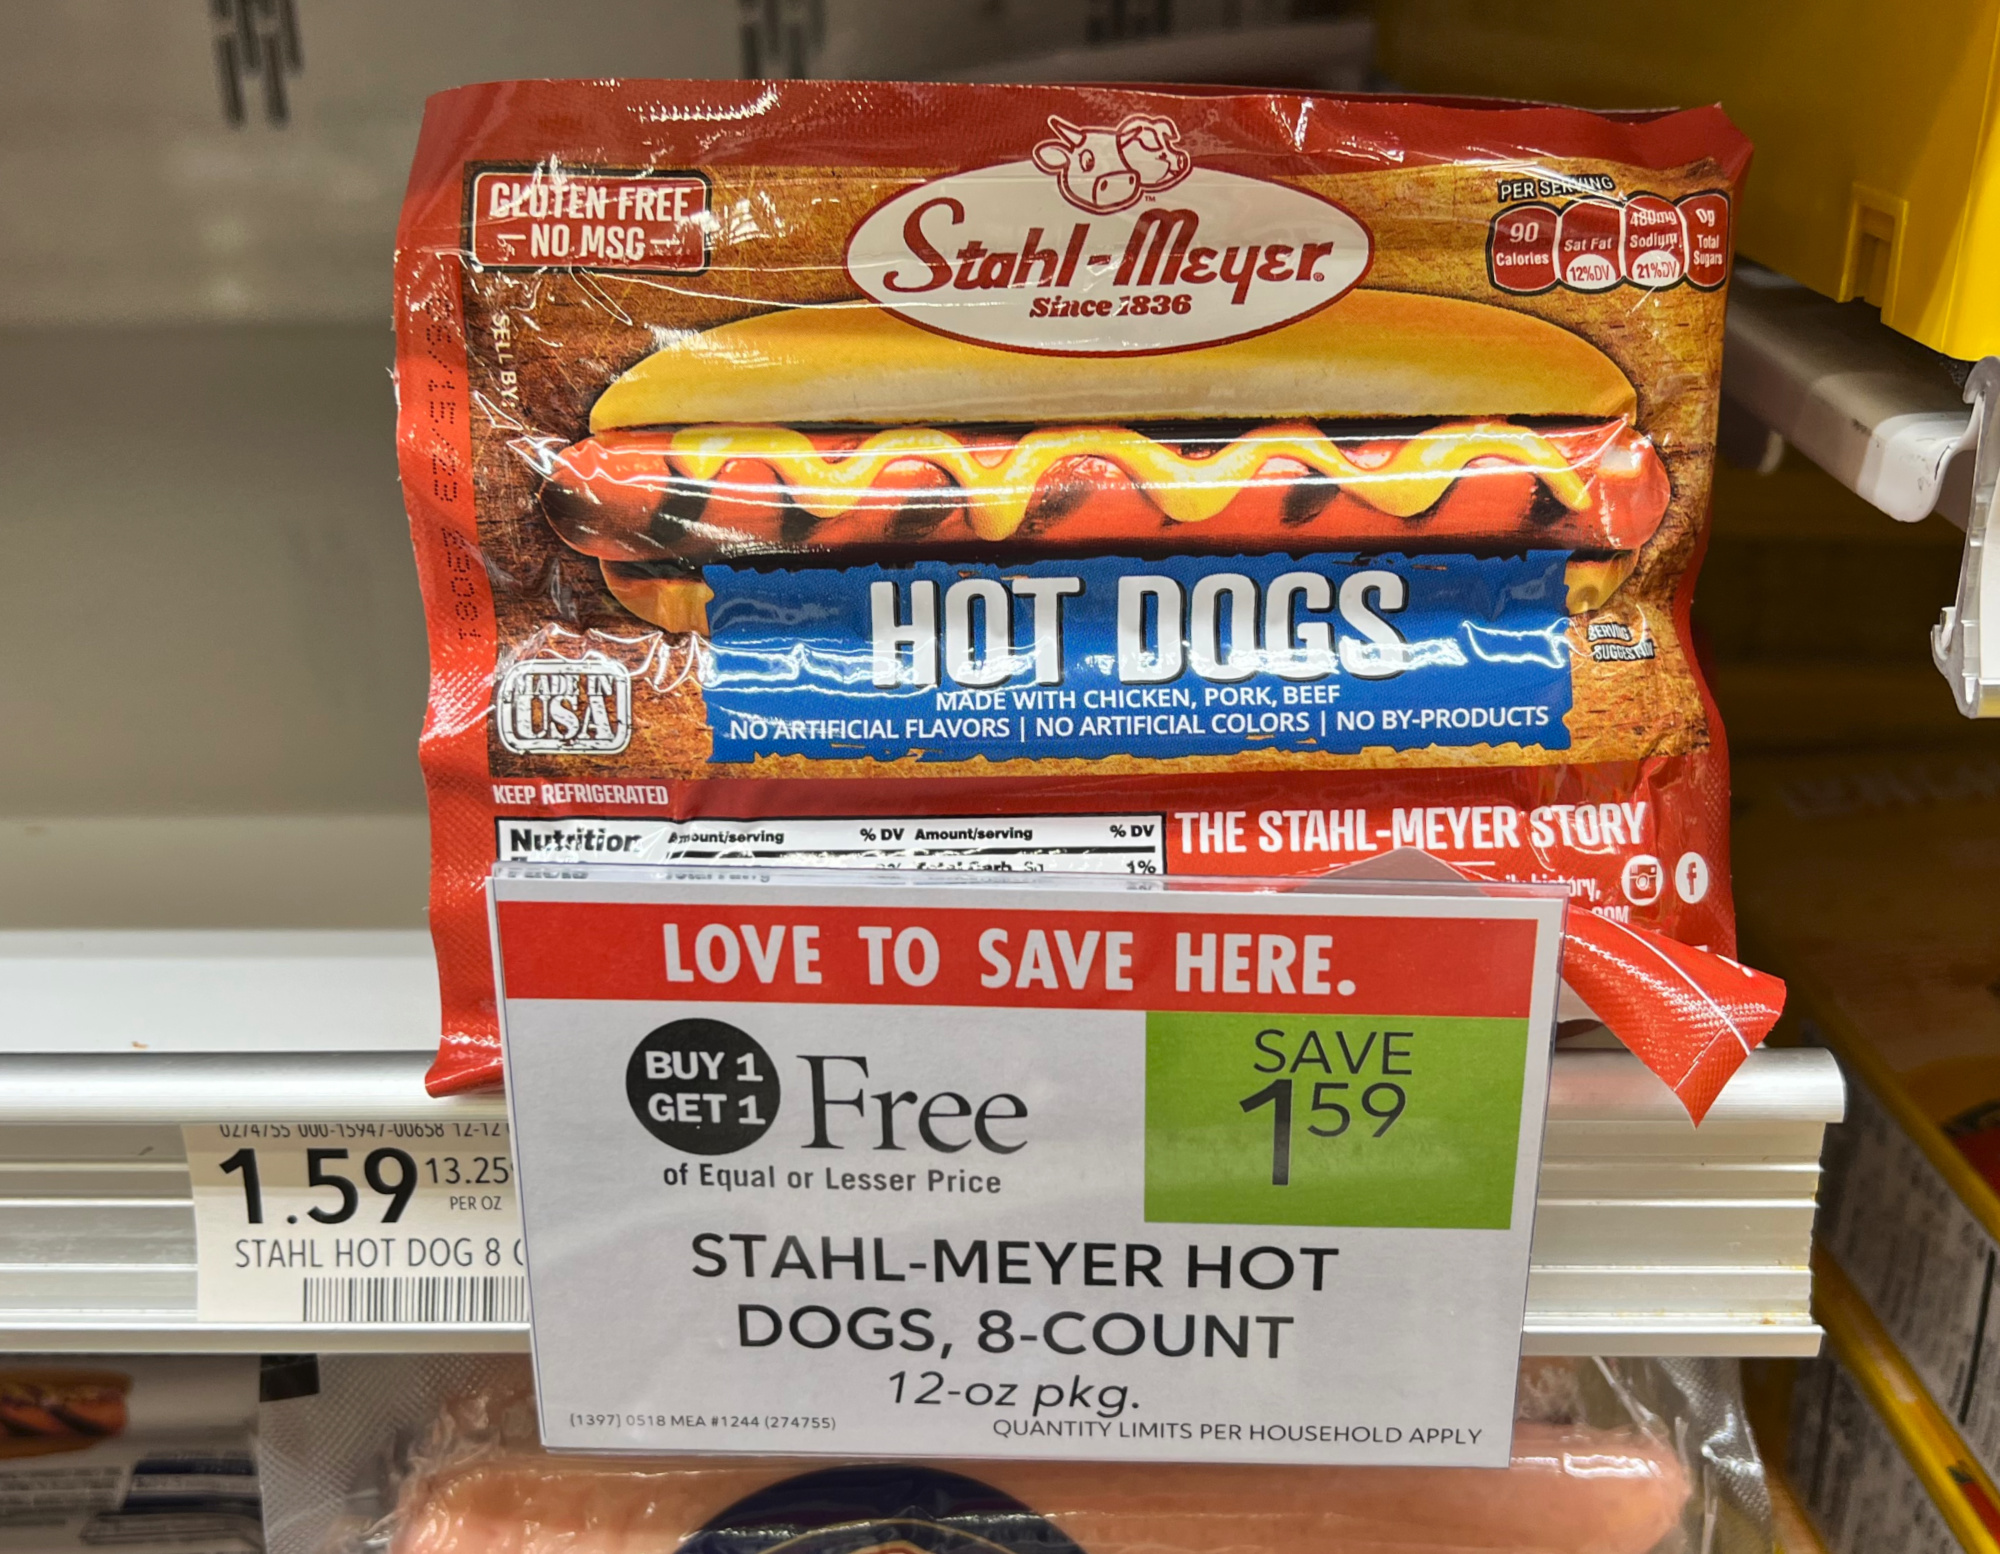 GLUTEN FREE
NO MSG
Stahl-Meyer
Since 1836
PER SERVING
90
Calories
Sat Fat
12%DV
480mg
Sodium
21%DV
0g
Total
Sugars
SELL BY:
HOT DOGS
MADE WITH CHICKEN, PORK, BEEF
NO ARTIFICIAL FLAVORS | NO ARTIFICIAL COLORS | NO BY-PRODUCTS
SERVING
SUGGESTION
MADE IN
USA
KEEP REFRIGERATED
Nutrition
Amount/serving % DV Amount/serving % DV
1%
THE STAHL-MEYER STORY
LOVE TO SAVE HERE.
BUY 1
GET 1
Free
of Equal or Lesser Price
SAVE
1 59
STAHL-MEYER HOT
DOGS, 8-COUNT
12-oz pkg.
(1397) 0518 MEA #1244 (274755)
QUANTITY LIMITS PER HOUSEHOLD APPLY
1.59
13.25
PER OZ
STAHL HOT DOG 8